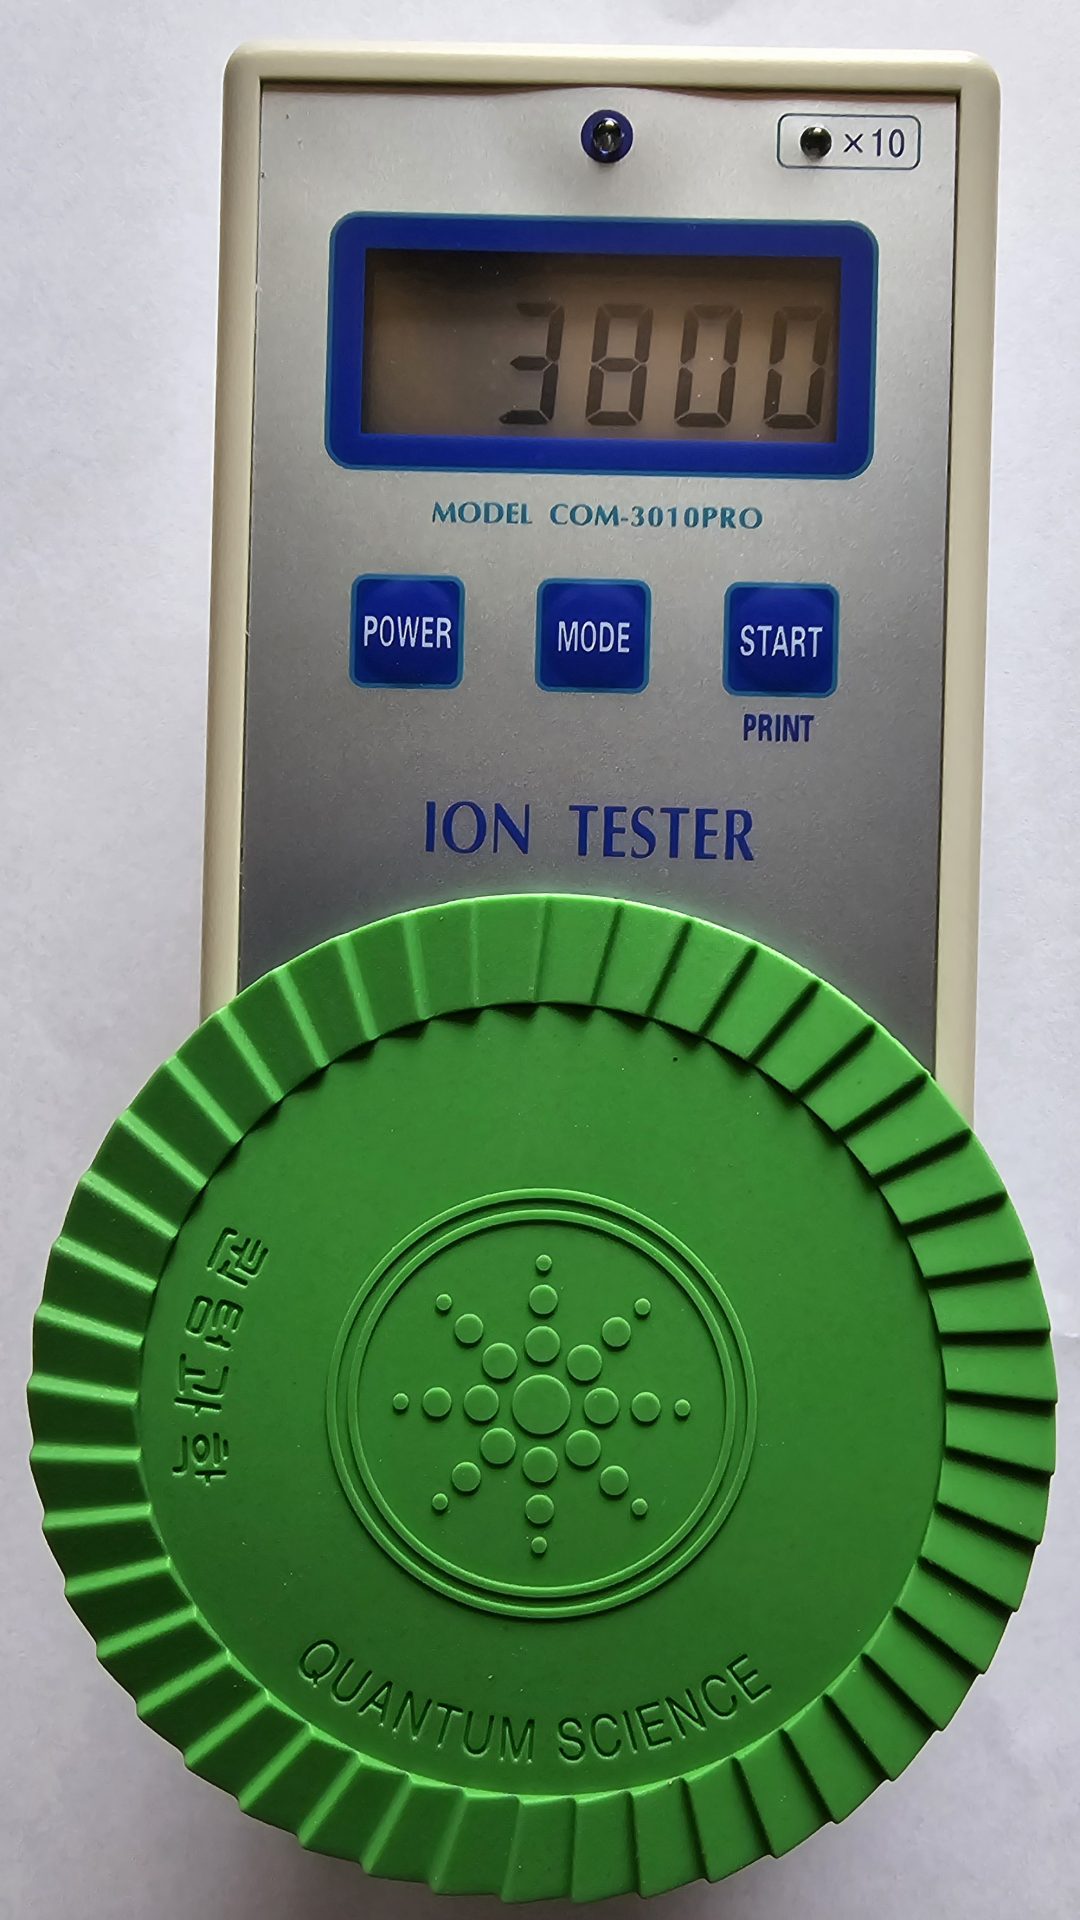 ×10
3800
MODEL COM-3010PRO
POWER MODE START
PRINT
ION TESTER
QUANTUM SCIENCE